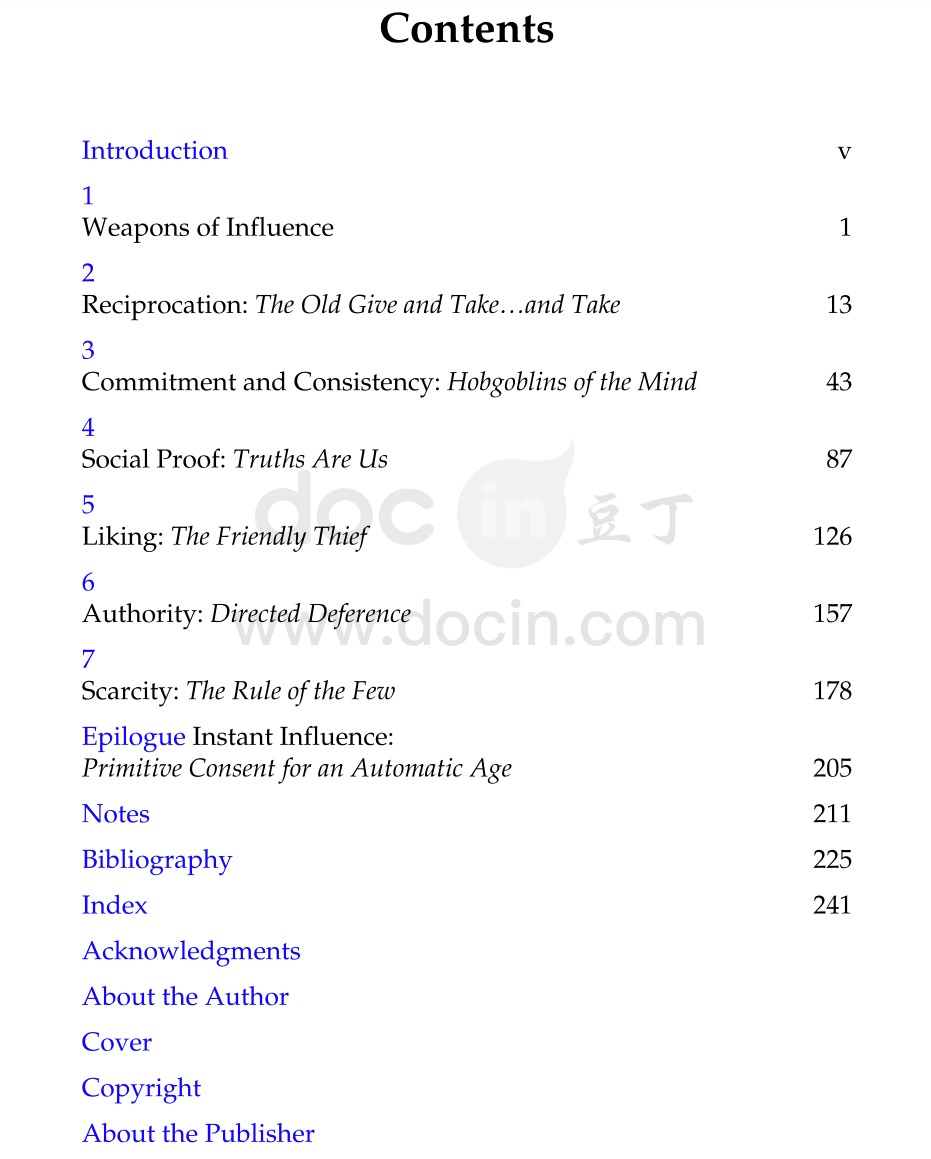 Contents
Introduction v
1
Weapons of Influence 1
2
Reciprocation: The Old Give and Take…and Take 13
3
Commitment and Consistency: Hobgoblins of the Mind 43
4
Social Proof: Truths Are Us 87
doc in 豆丁
5
Liking: The Friendly Thief 126
6
Authority: Directed Deference 157
www.docin.com
7
Scarcity: The Rule of the Few 178
Epilogue Instant Influence:
Primitive Consent for an Automatic Age 205
Notes 211
Bibliography 225
Index 241
Acknowledgments
About the Author
Cover
Copyright
About the Publisher